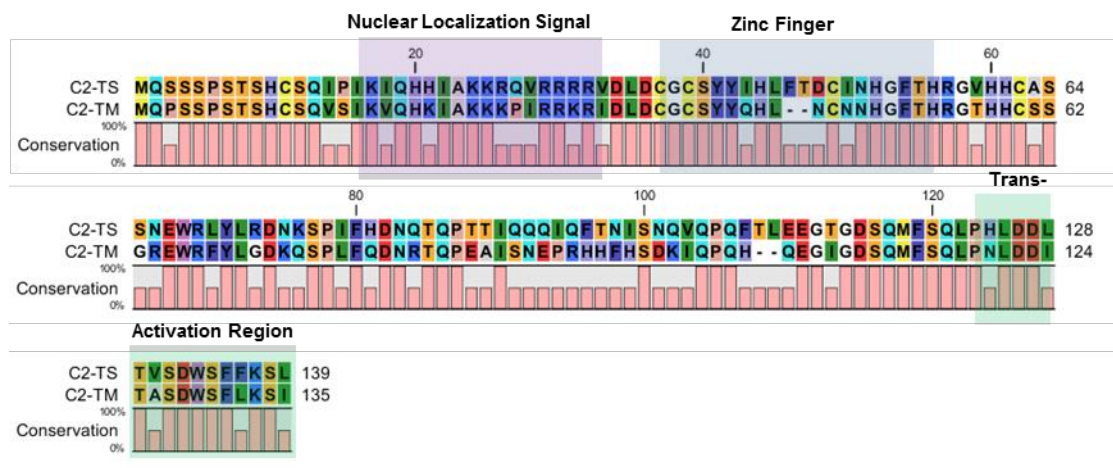 Nuclear Localization Signal
Zinc Finger
20 40 60
C2-TS MQSSSPSTSHCSQIPIKIQHHIAKKRQVRRRRVDLDCGCSYYIHLFTDCINHGFTHRGVHHCAS 64
C2-TM MQPSSPSTSHCSQVSIKVQHKIAKKKPIRRKRIDLDCGCSYYQHL--NCNNHGFTHRGTHHCSS 62
100%
Conservation
0%
Trans-
80 100 120
C2-TS SNEWRLYLRDNKSPIFHDNQTQPTTIQQQIQFTNISNQVQPQFTLEEGTGDSQMFSQLPHLDDL 128
C2-TM GREWRFYLGDKQSPLFQDNRTQPEAISNEPRHHFHSDKIQPQH--QEGIGDSQMFSQLPNLDDI 124
100%
Conservation
0%
Activation Region
C2-TS TVSDWSFFKSL 139
C2-TM TASDWSFLKSI 135
100%
Conservation
0%